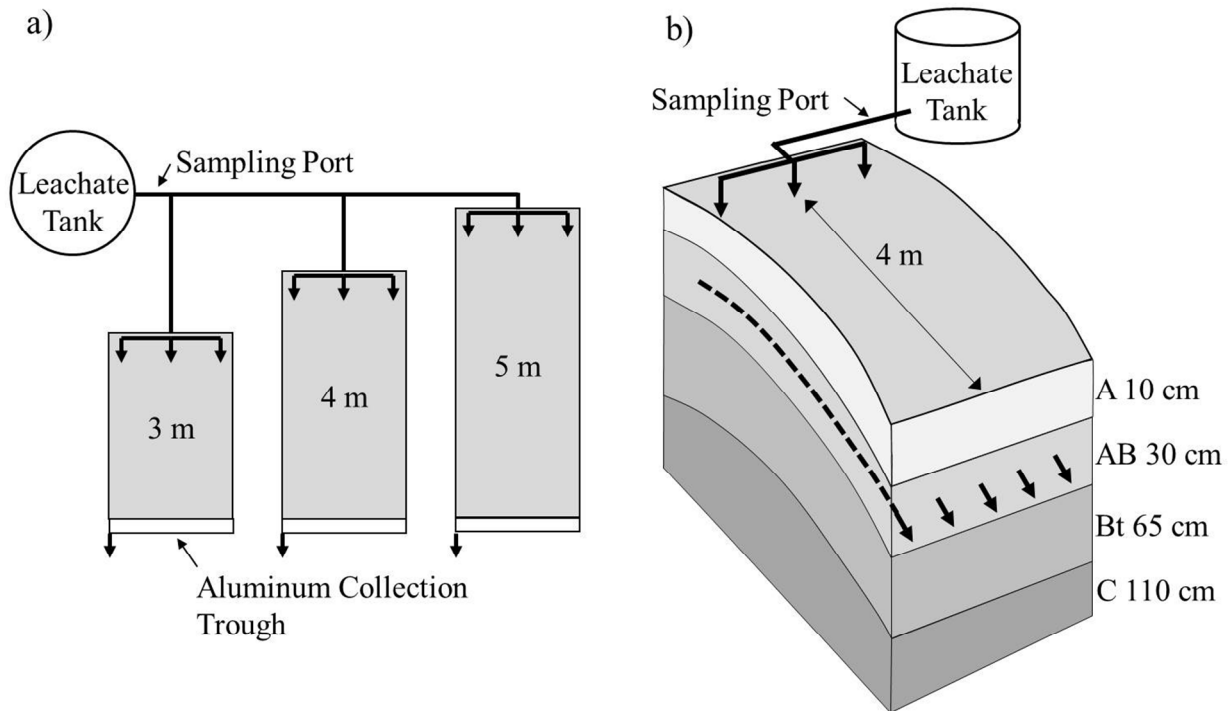 a)
Leachate
Tank
Sampling Port
3 m
4 m
5 m
Aluminum Collection
Trough
b)
Leachate
Tank
Sampling Port
4 m
A 10 cm
AB 30 cm
Bt 65 cm
C 110 cm